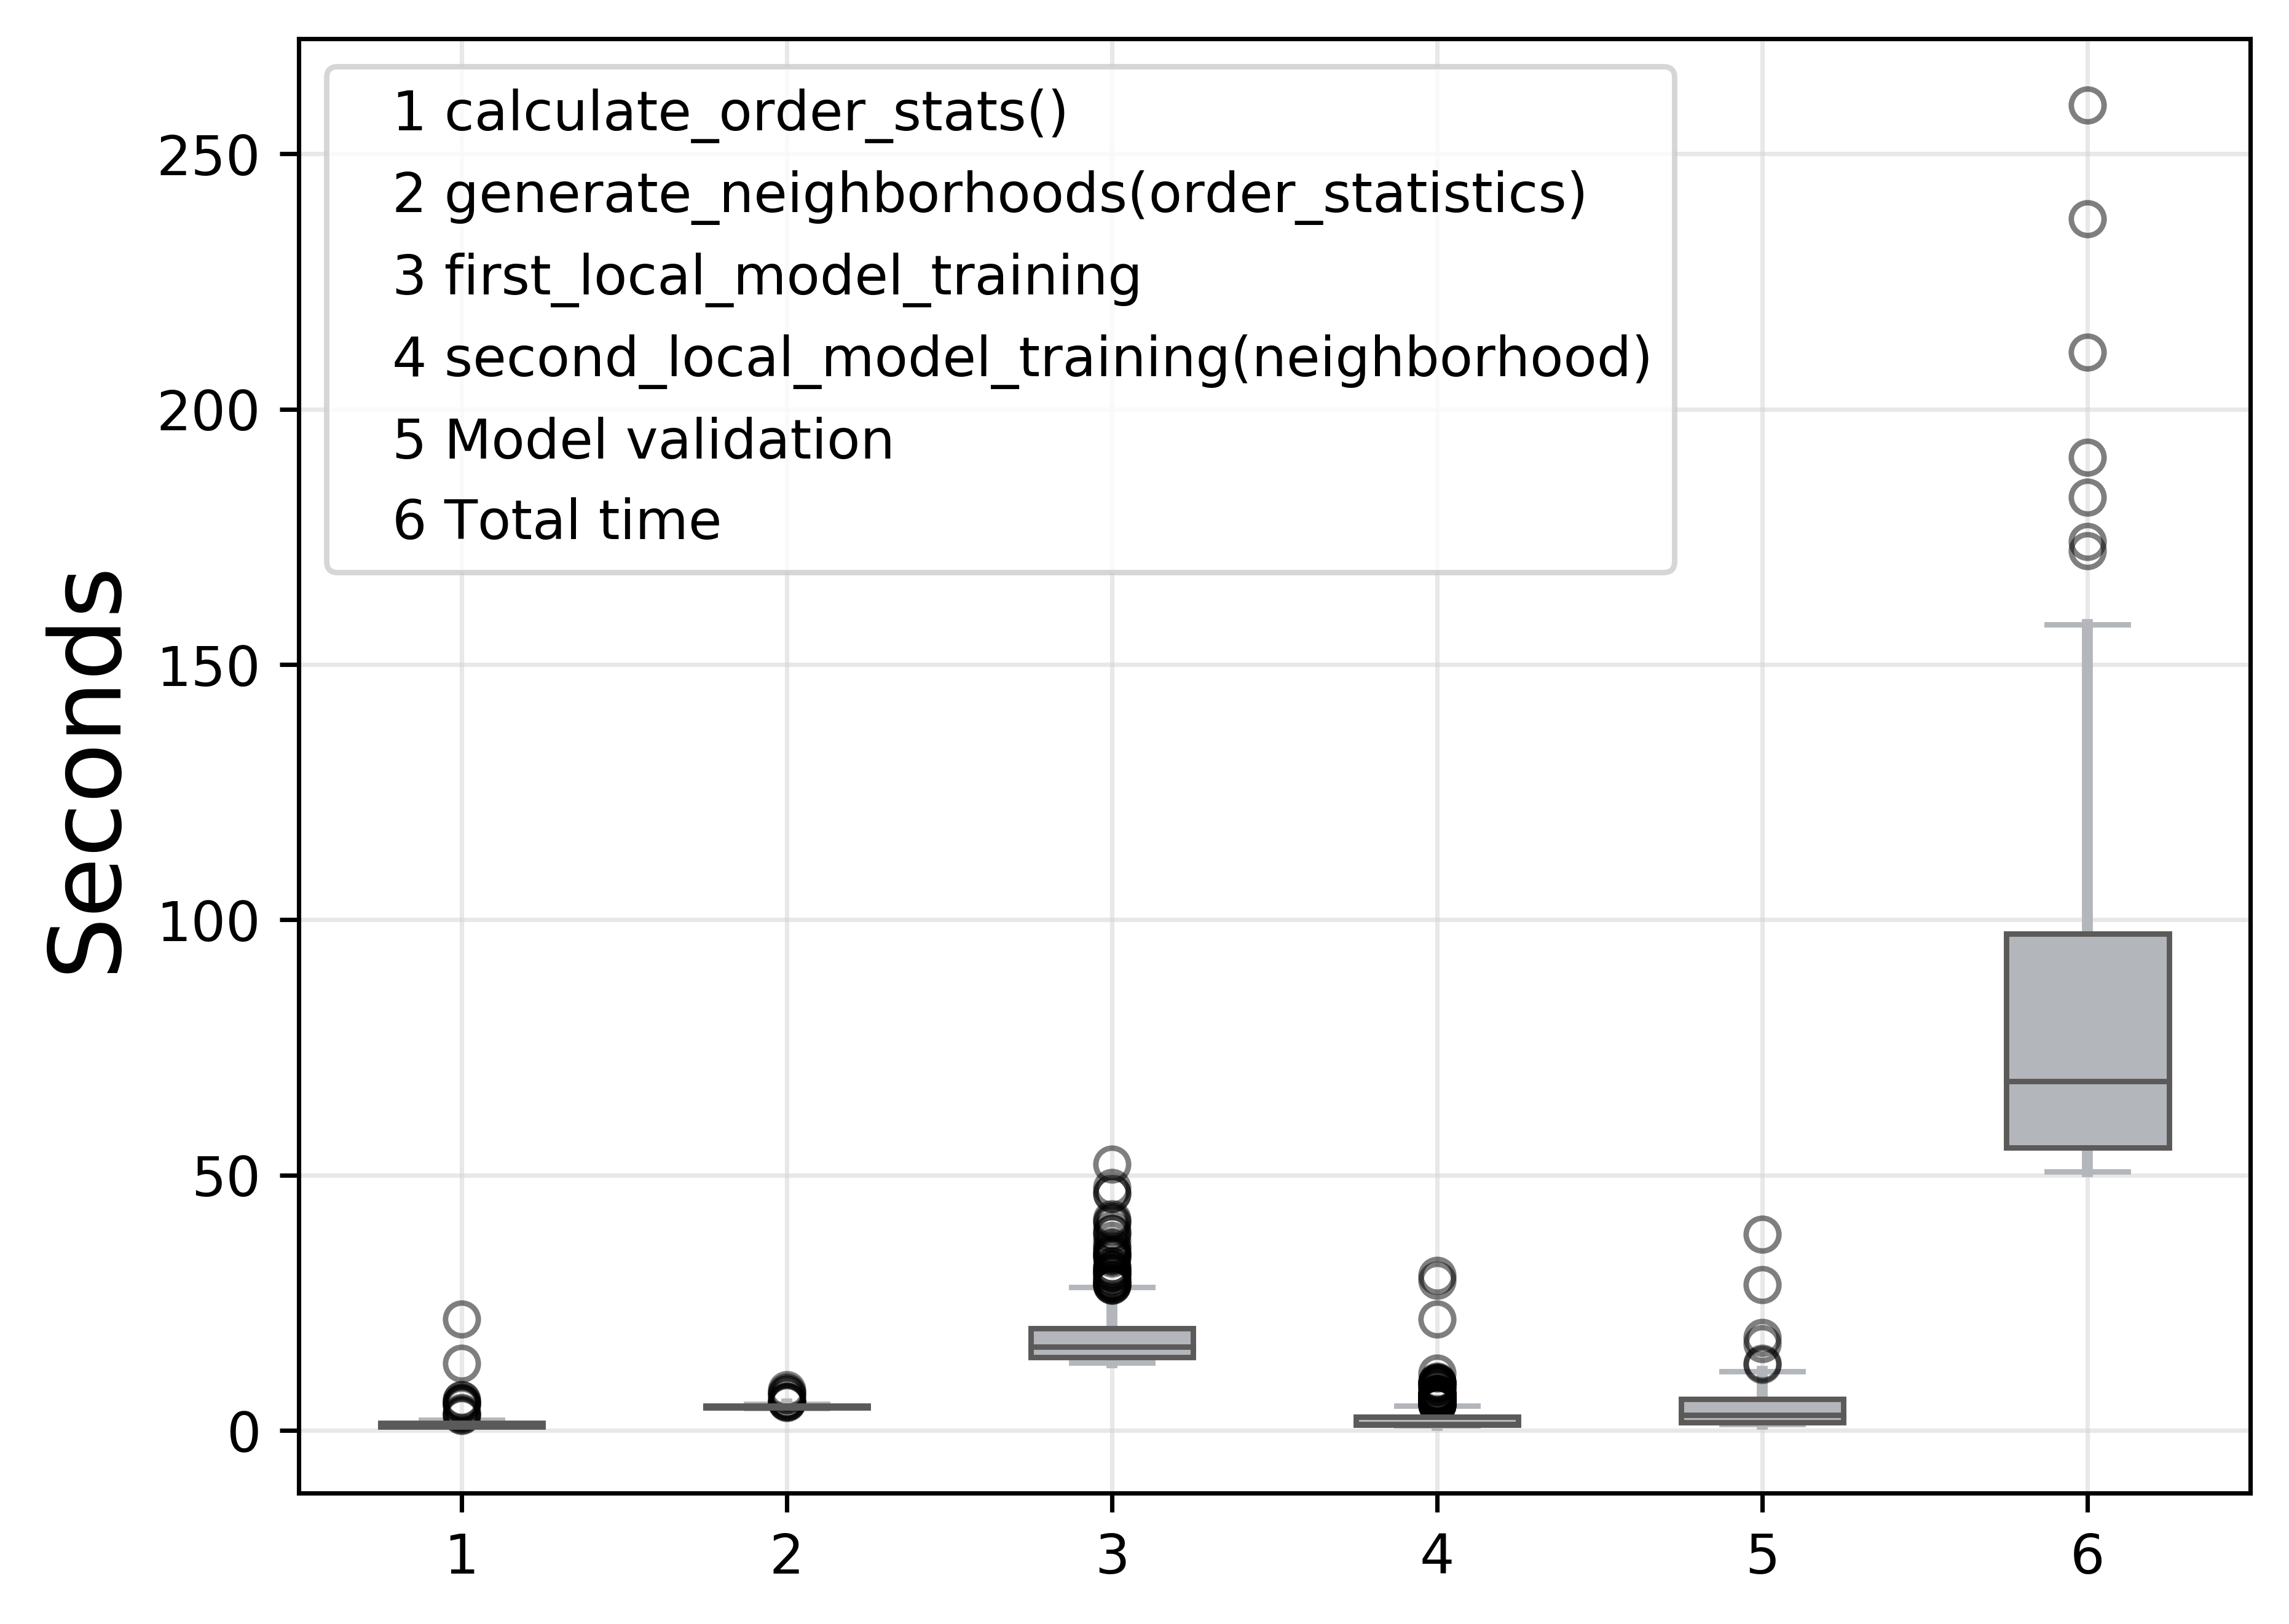 1 calculate_order_stats()
2 generate_neighborhoods(order_statistics)
3 first_local_model_training
4 second_local_model_training(neighborhood)
5 Model validation
6 Total time
Seconds
250
200
150
100
50
0
1 2 3 4 5 6